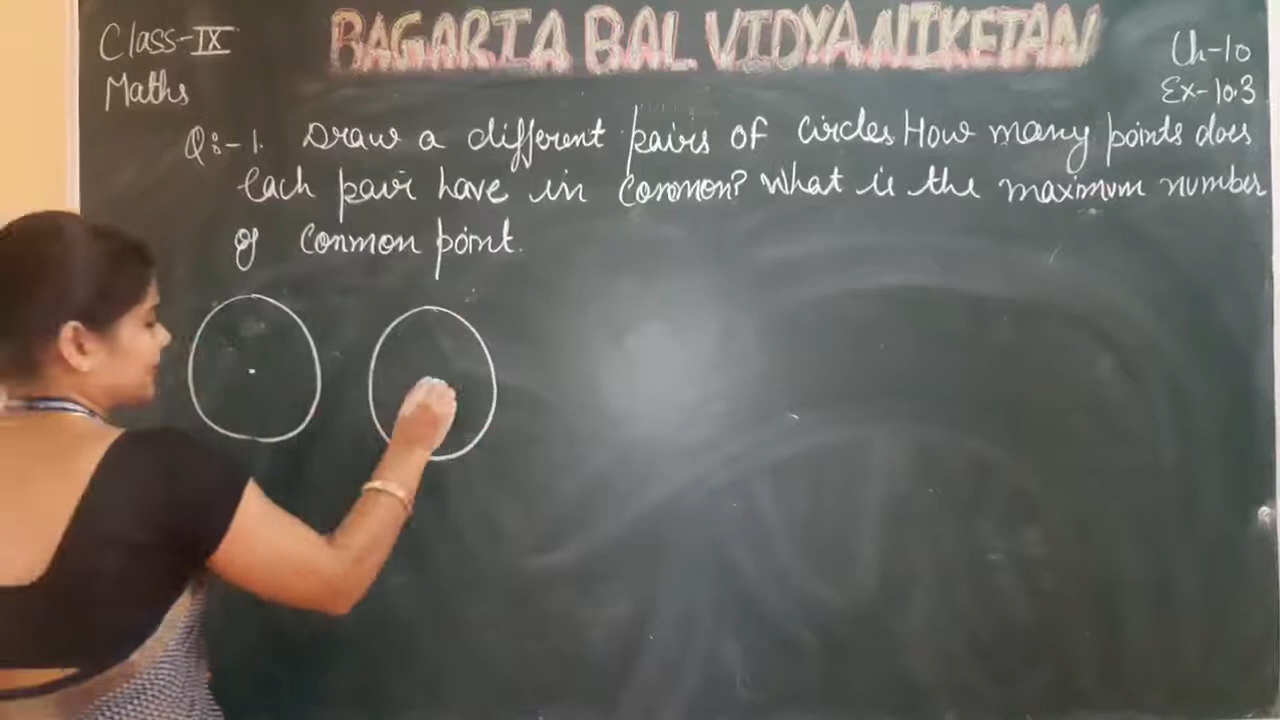 Class-IX
Maths
BAGARIA BAL VIDYA NIKETAN
Ch-10
Ex-10.3
Q:-1. Draw a different pairs of circles. How many points does
each pair have in common? What is the maximum number
of common point.